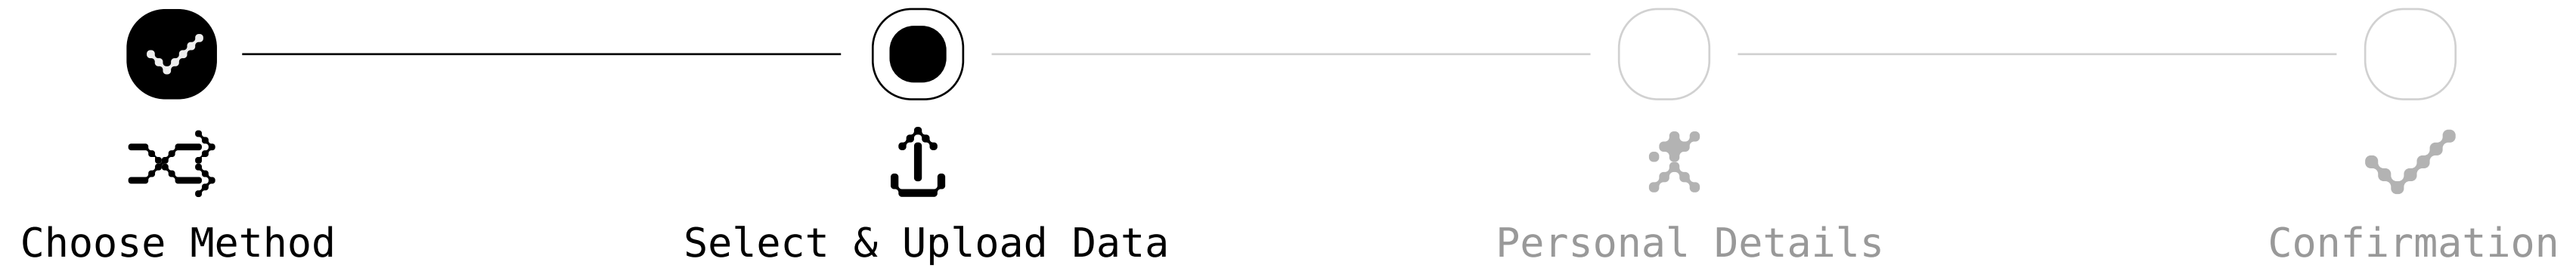 Choose Method
Select & Upload Data
Personal Details
Confirmation